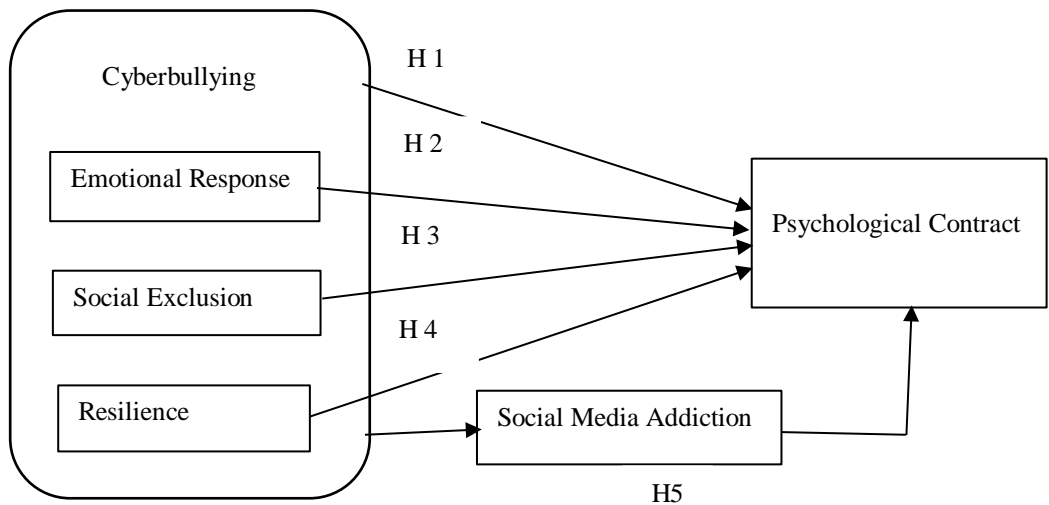 H 1
Cyberbullying
H 2
Emotional Response
Psychological Contract
H 3
Social Exclusion
H 4
Resilience
Social Media Addiction
H5